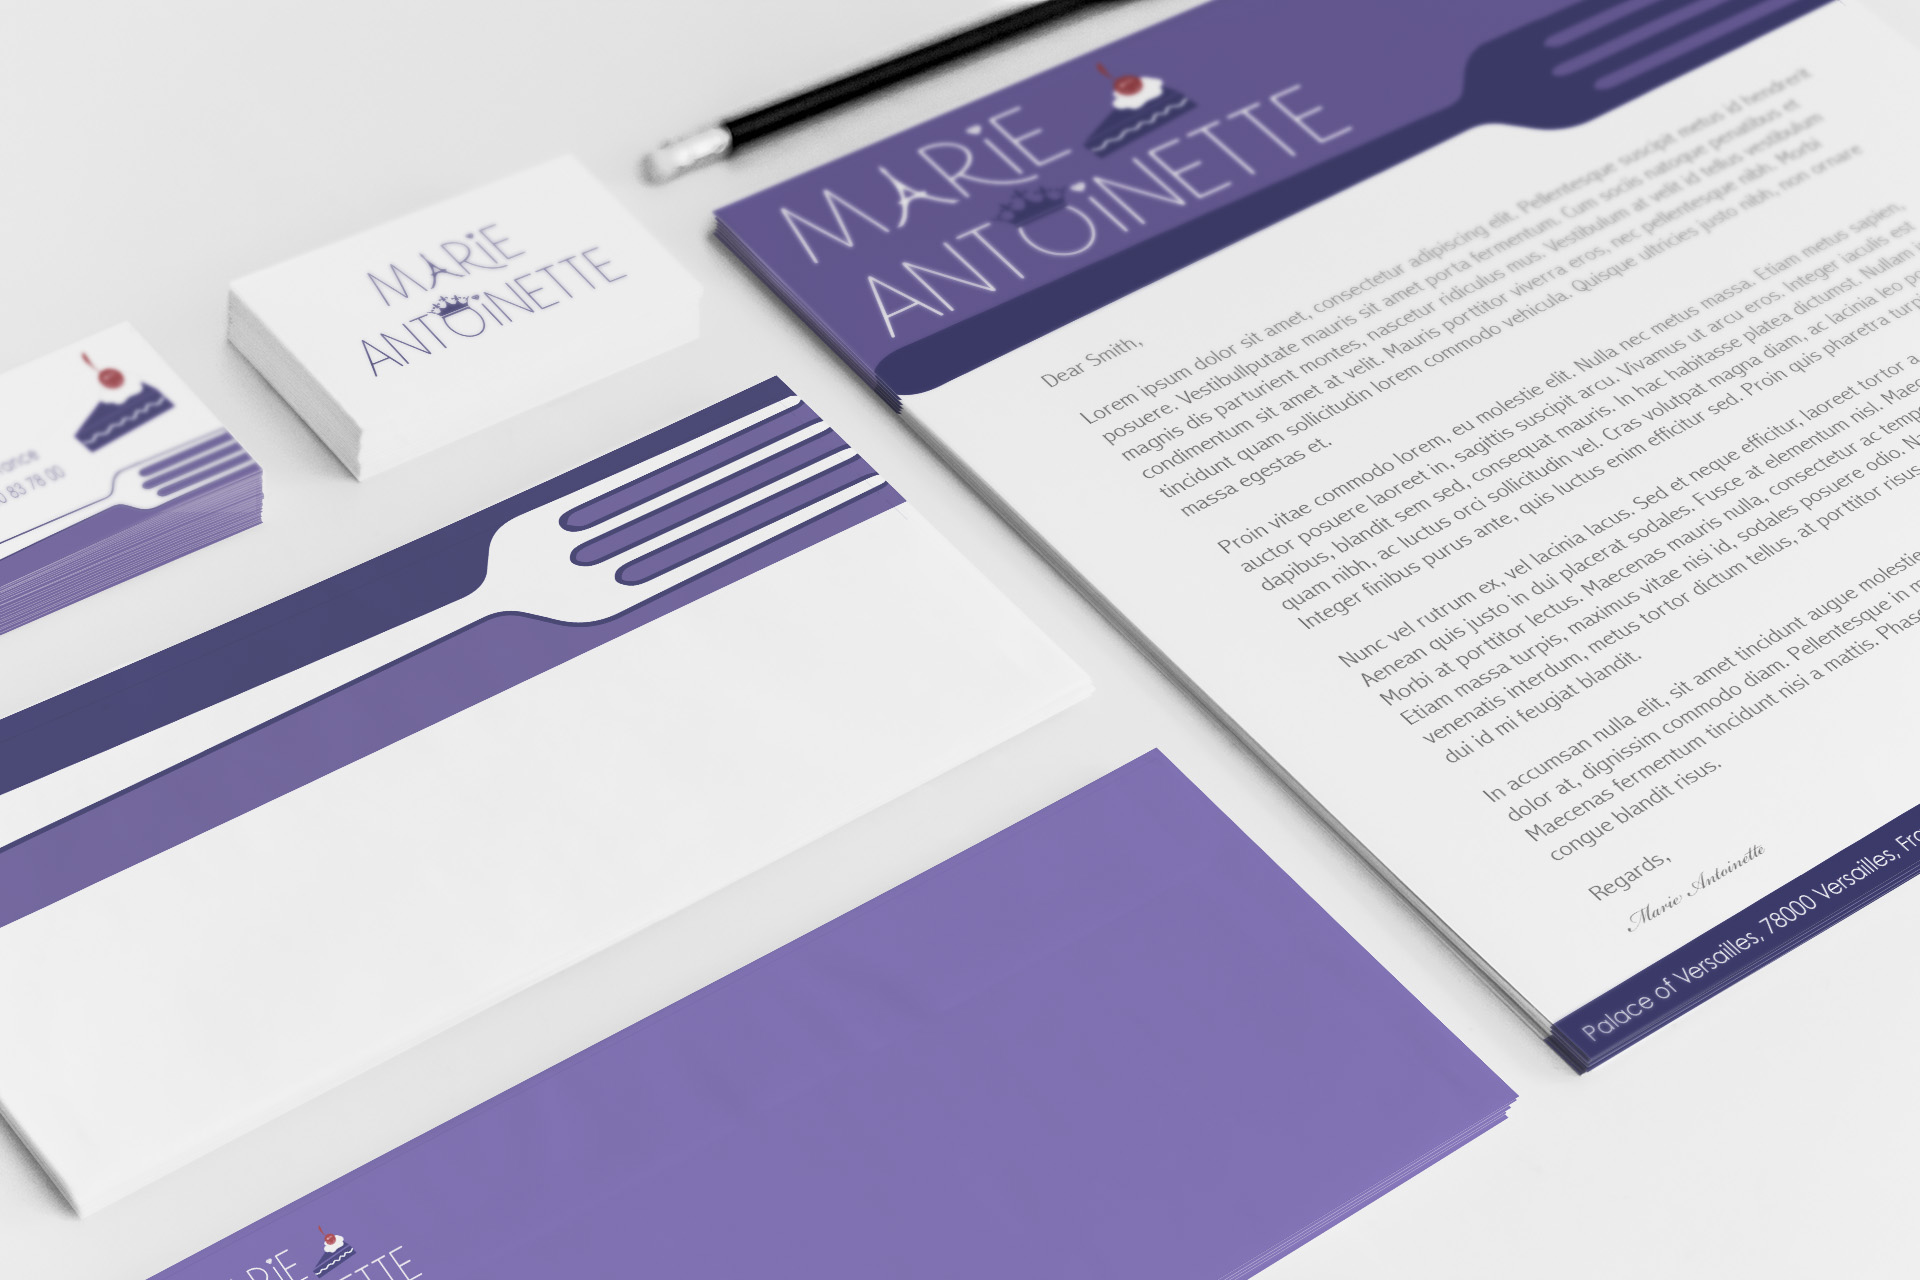 MARiE
ANTOiNETTE
MARiE
ANTOiNETTE
83 78 00
Dear Smith,
Lorem ipsum dolor sit amet, consectetur adipiscing elit. Pellentesque suscipit metus id hendrerit
posuere. Vestibullputate mauris sit amet porta fermentum. Cum sociis natoque penatibus et
magnis dis parturient montes, nascetur ridiculus mus. Vestibulum at velit id tellus vestibulum
condimentum sit amet at velit. Mauris porttitor viverra eros, nec pellentesque nibh. Morbi
tincidunt quam sollicitudin lorem commodo vehicula. Quisque ultricies justo nibh, non ornare
massa egestas et.
Proin vitae commodo lorem, eu molestie elit. Nulla nec metus massa. Etiam metus sapien,
auctor posuere laoreet in, sagittis suscipit arcu. Vivamus ut arcu eros. Integer iaculis est
dapibus, blandit sem sed, consequat mauris. In hac habitasse platea dictumst. Nullam
quam nibh, ac luctus orci sollicitudin vel. Cras volutpat magna diam, ac lacinia leo
Integer finibus purus ante, quis luctus enim efficitur sed. Proin quis pharetra
Nunc vel rutrum ex, vel lacinia lacus. Sed et neque efficitur, laoreet tortor
Aenean quis justo in dui placerat sodales. Fusce at elementum nisl.
Morbi at porttitor lectus. Maecenas mauris nulla, consectetur ac
Etiam massa turpis, maximus vitae nisi id, sodales posuere odio.
venenatis interdum, metus tortor dictum tellus, at porttitor risus
dui id mi feugiat blandit.
In accumsan nulla elit, sit amet tincidunt augue molestie
dolor at, dignissim commodo diam. Pellentesque in
Maecenas fermentum tincidunt nisi a mattis.
congue blandit risus.
Regards,
Marie Antoinette
Palace of Versailles, 78000 Versailles,